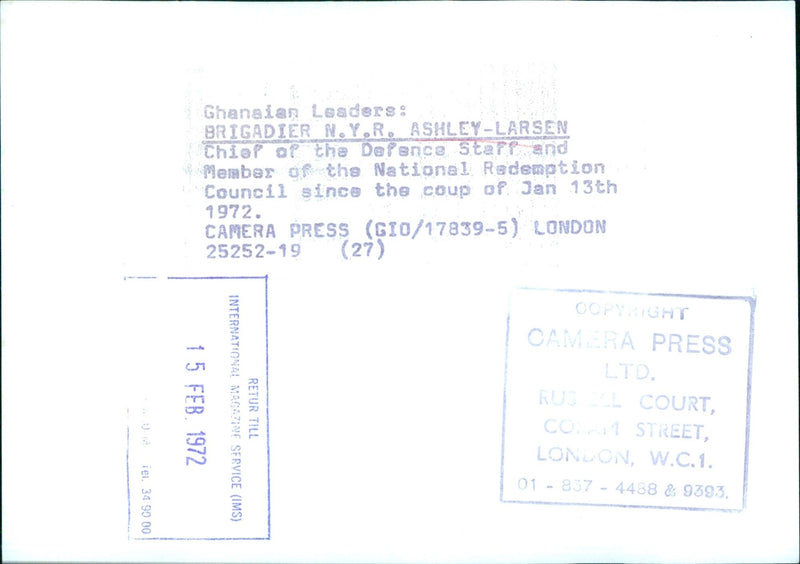 Ghanaian Leaders:
BRIGADIER N.Y.R. ASHLEY-LARSEN
Chief of the Defence Staff and
Member of the National Redemption
Council since the coup of Jan 13th
1972.
CAMERA PRESS (GIO/17839-5) LONDON
25252-19 (27)
RETUR TILL
INTERNATIONAL MAGAZINE SERVICE (IMS)
15 FEB. 1972
Tel. 34 90 00
COPYRIGHT
CAMERA PRESS
LTD.
RUSSELL COURT,
CORAM STREET,
LONDON, W.C.1.
01 - 837 - 4488 & 9393.